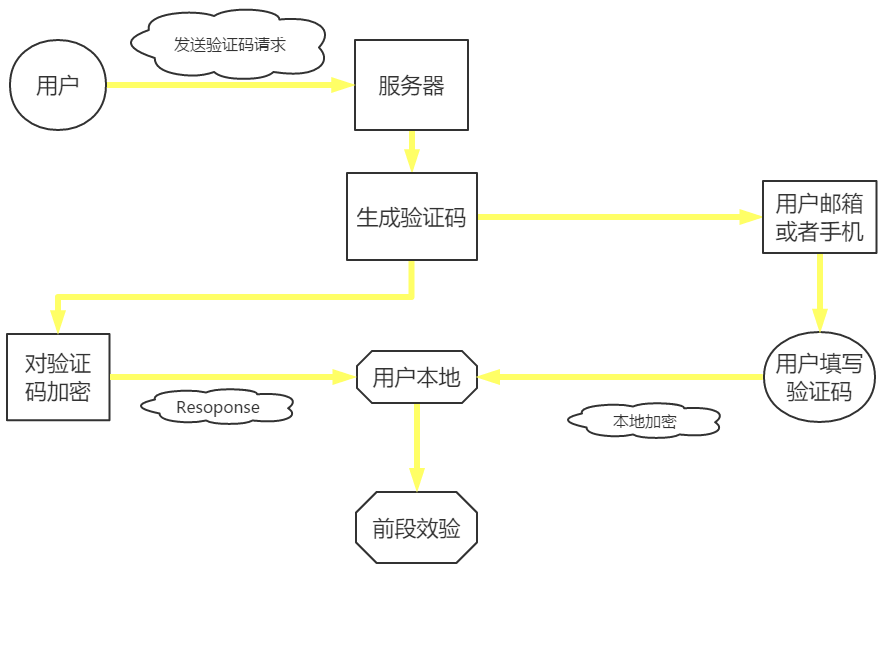 发送验证码请求
用户
服务器
生成验证码
用户邮箱
或者手机
对验证
码加密
用户本地
用户填写
验证码
Resoponse
本地加密
前段效验